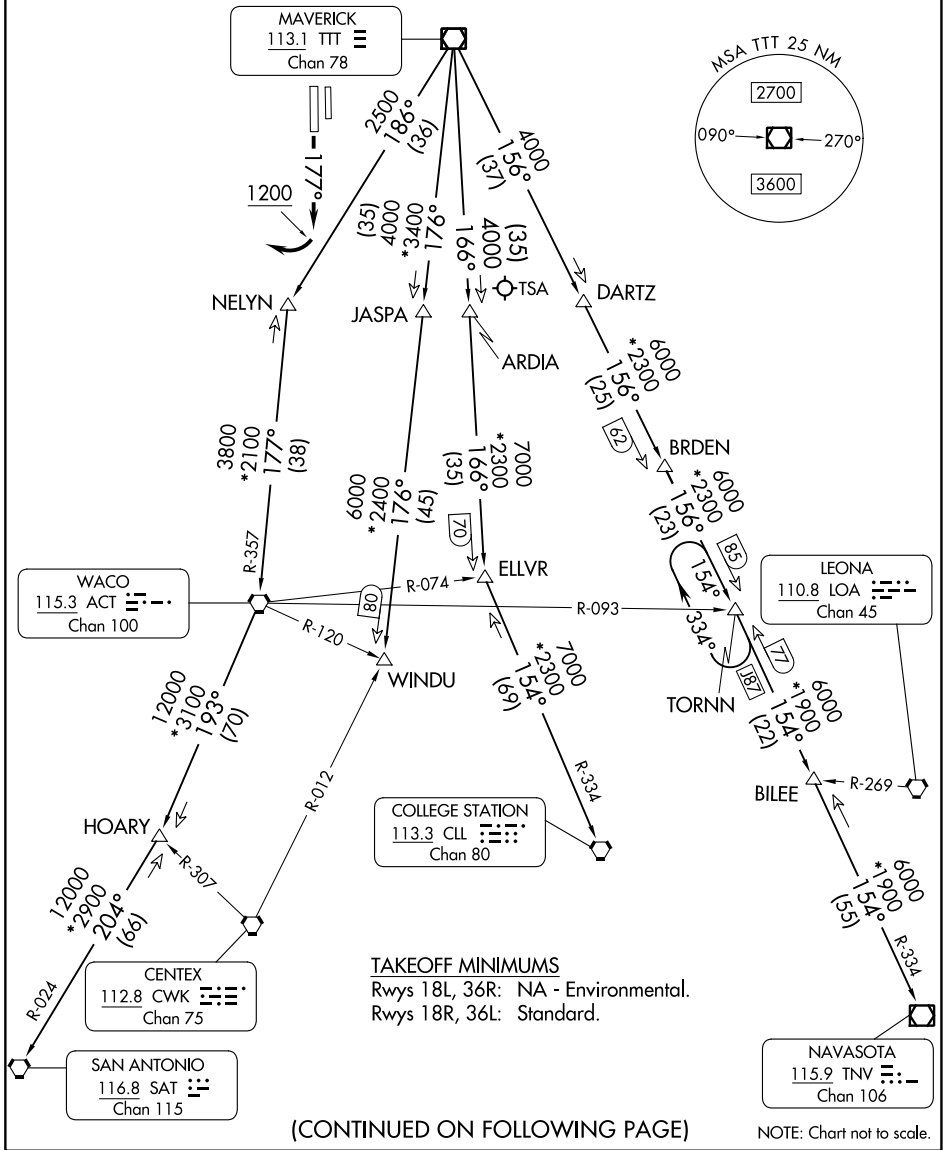 MAVERICK
113.1 TTT
Chan 78
MSA TTT 25 NM
2700
090°
270°
3600
177°
1200
2500
186°
(36)
(35)
4000
*3400
176°
(35)
4000
166°
4000
156°
(37)
TSA
NELYN
JASPA
ARDIA
DARTZ
6000
*2300
156°
(25)
62
BRDEN
3800
*2100
177°
(38)
R-357
6000
*2400
176°
(45)
80
7000
*2300
166°
(35)
70
ELLVR
6000
*2300
156°
(23)
85
WACO
115.3 ACT
Chan 100
R-074
R-093
R-120
WINDU
154°
334°
TORNN
J87
77
LEONA
110.8 LOA
Chan 45
12000
*3100
193°
(70)
7000
*2300
154°
(69)
R-334
6000
*1900
154°
(22)
BILEE
R-269
R-012
HOARY
R-307
COLLEGE STATION
113.3 CLL
Chan 80
12000
*2900
204°
(66)
R-024
6000
*1900
154°
(55)
R-334
CENTEX
112.8 CWK
Chan 75
TAKEOFF MINIMUMS
Rwys 18L, 36R: NA - Environmental.
Rwys 18R, 36L: Standard.
SAN ANTONIO
116.8 SAT
Chan 115
NAVASOTA
115.9 TNV
Chan 106
(CONTINUED ON FOLLOWING PAGE)
NOTE: Chart not to scale.